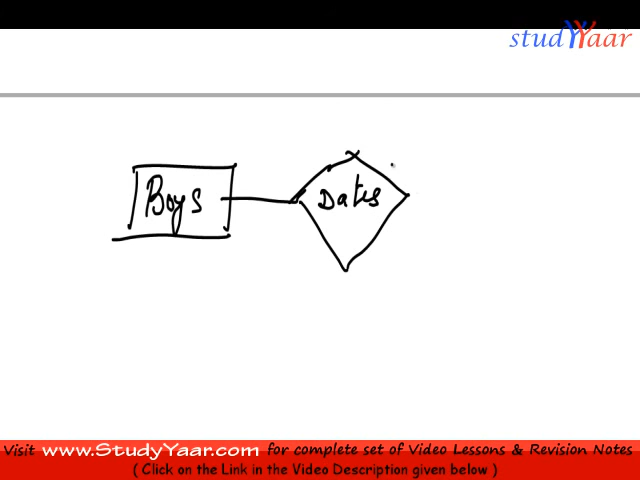 studYYaar
Boys
Dates
Visit www.StudyYaar.com for complete set of Video Lessons & Revision Notes
( Click on the Link in the Video Description given below )